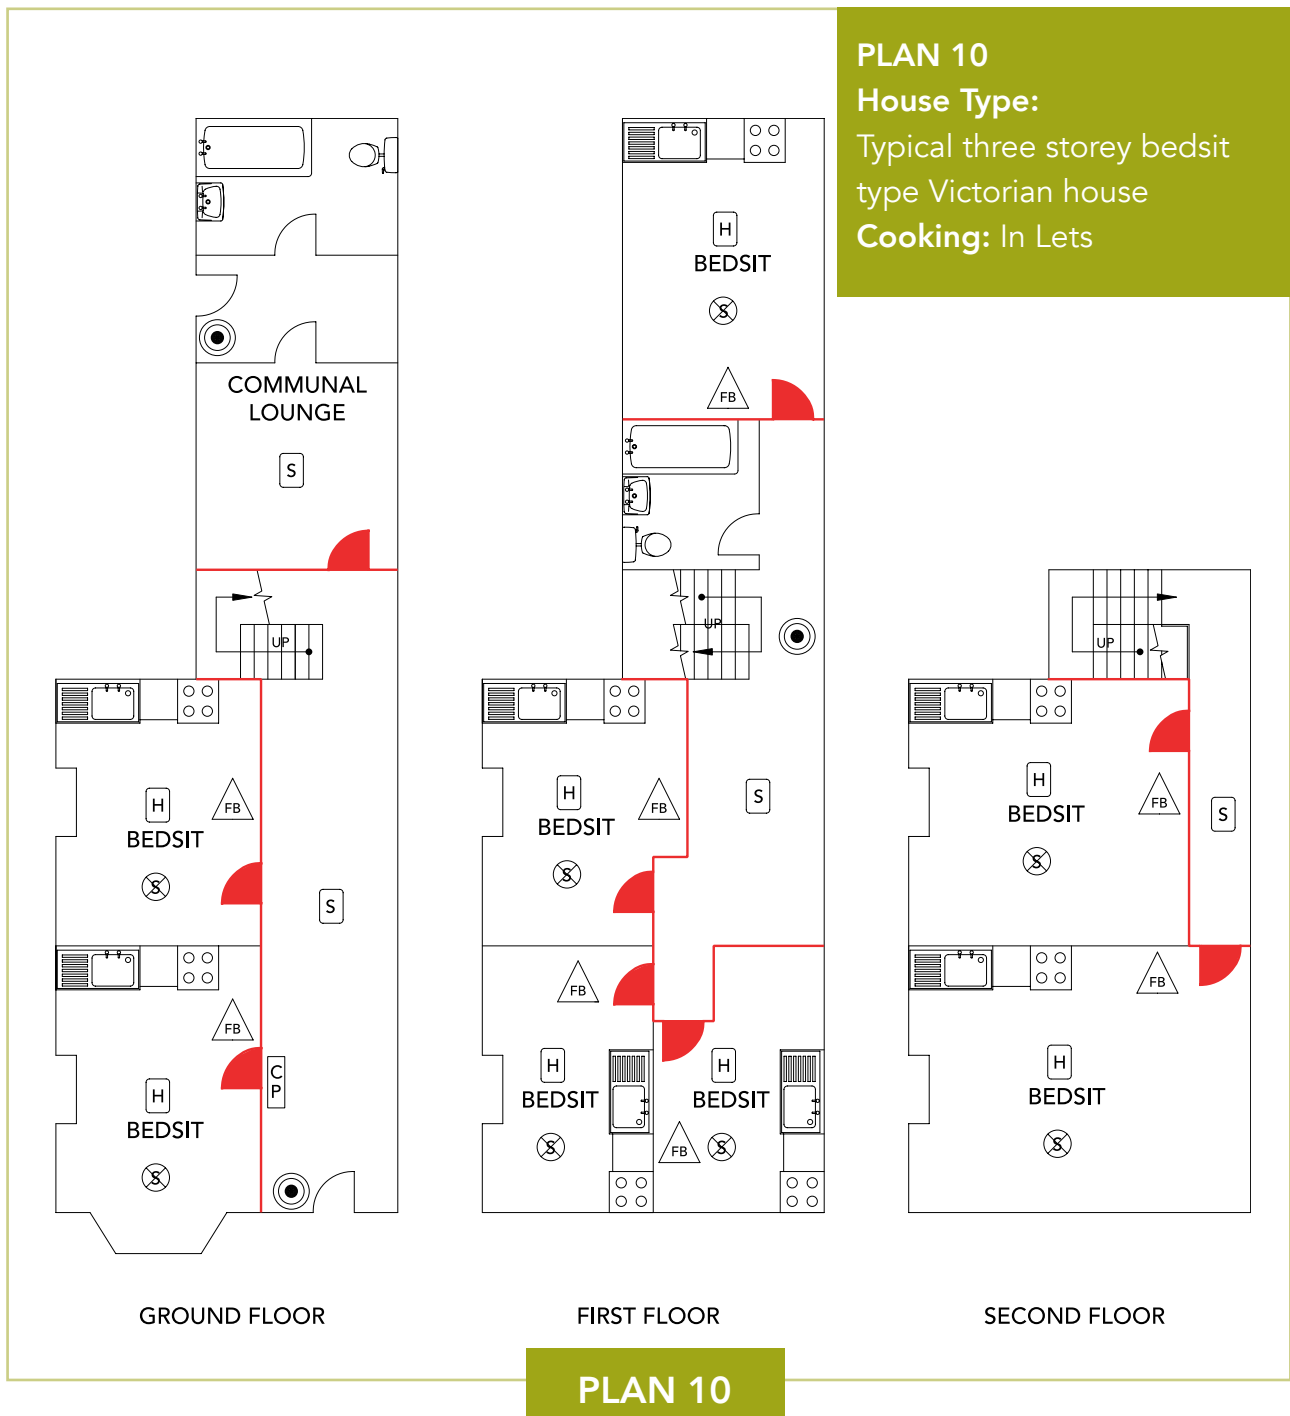 PLAN 10
House Type:
Typical three storey bedsit
type Victorian house
Cooking: In Lets
COMMUNAL
LOUNGE
S
UP
H
FB
BEDSIT
S
S
FB
C
P
H
BEDSIT
S
GROUND FLOOR
H
BEDSIT
S
FB
UP
H
FB
S
BEDSIT
S
FB
H
H
BEDSIT
BEDSIT
FB
S
S
FIRST FLOOR
UP
H
FB
BEDSIT
S
S
FB
H
BEDSIT
S
SECOND FLOOR
PLAN 10